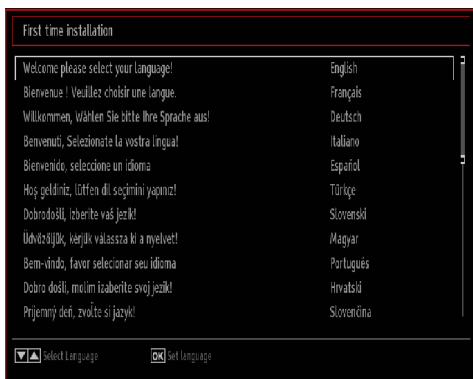 First time installation
Welcome please select your language! English
Bienvenue ! Veuillez choisir une langue. Français
Willkommen, Wählen Sie bitte Ihre Sprache aus! Deutsch
Benvenuti, Selezionate la vostra lingua! Italiano
Bienvenido, seleccione un idioma Español
Hoş geldiniz, lütfen dil seçimini yapınız! Türkçe
Dobrodošli, izberite vaš jezik! Slovenski
Üdvözöljük, kérjük válassza ki a nyelvet! Magyar
Bem-vindo, favor selecionar seu idioma Português
Dobro došli, molim izaberite svoj jezik! Hrvatski
Príjemný deń, zvoľte si jazyk! Slovenčina
Select Language OK Set language